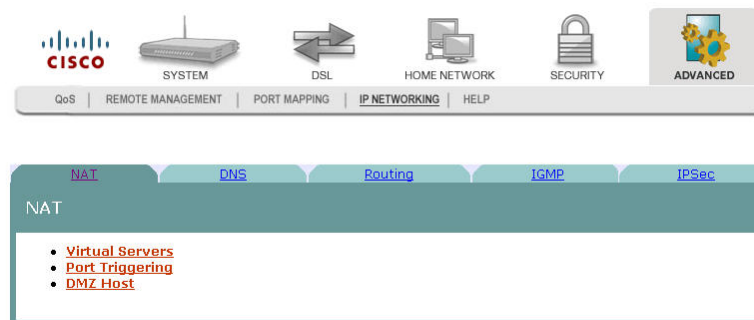 CISCO
SYSTEM DSL HOME NETWORK SECURITY ADVANCED
QoS | REMOTE MANAGEMENT | PORT MAPPING | IP NETWORKING | HELP
NAT DNS Routing IGMP IPSec
NAT
• Virtual Servers
• Port Triggering
• DMZ Host